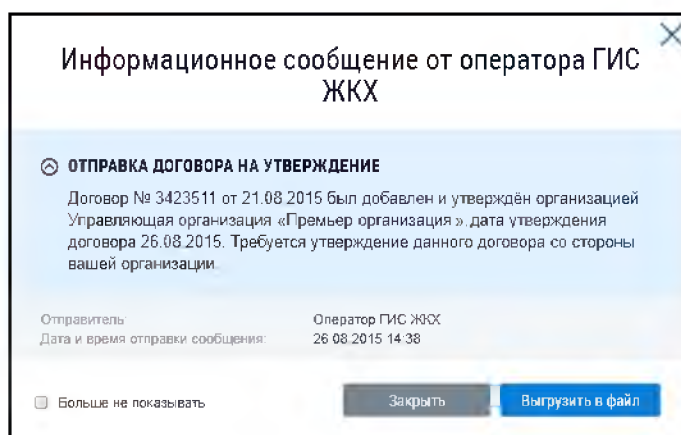 Информационное сообщение от оператора ГИС
ЖКХ
ОТПРАВКА ДОГОВОРА НА УТВЕРЖДЕНИЕ
Договор № 3423511 от 21.08.2015 был добавлен и утверждён организацией
Управляющая организация «Премьер организация », дата утверждения
договора 26.08.2015. Требуется утверждение данного договора со стороны
вашей организации.
Отправитель: Оператор ГИС ЖКХ
Дата и время отправки сообщения: 26.08.2015 14:38
Больше не показывать Закрыть Выгрузить в файл